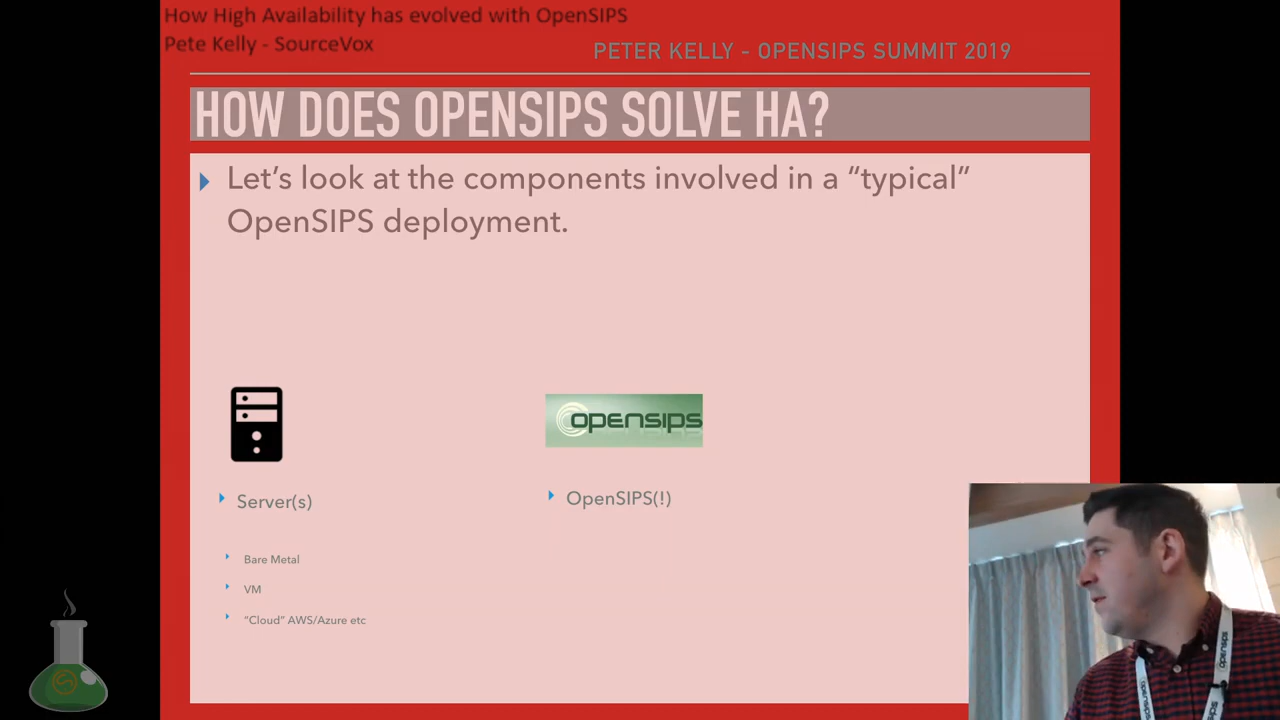 How High Availability has evolved with OpenSIPS
Pete Kelly - SourceVox
PETER KELLY - OPENSIPS SUMMIT 2019
HOW DOES OPENSIPS SOLVE HA?
Let's look at the components involved in a “typical”
OpenSIPS deployment.
opensips
Server(s)
OpenSIPS(!)
Bare Metal
VM
“Cloud” AWS/Azure etc
opensips
opensips